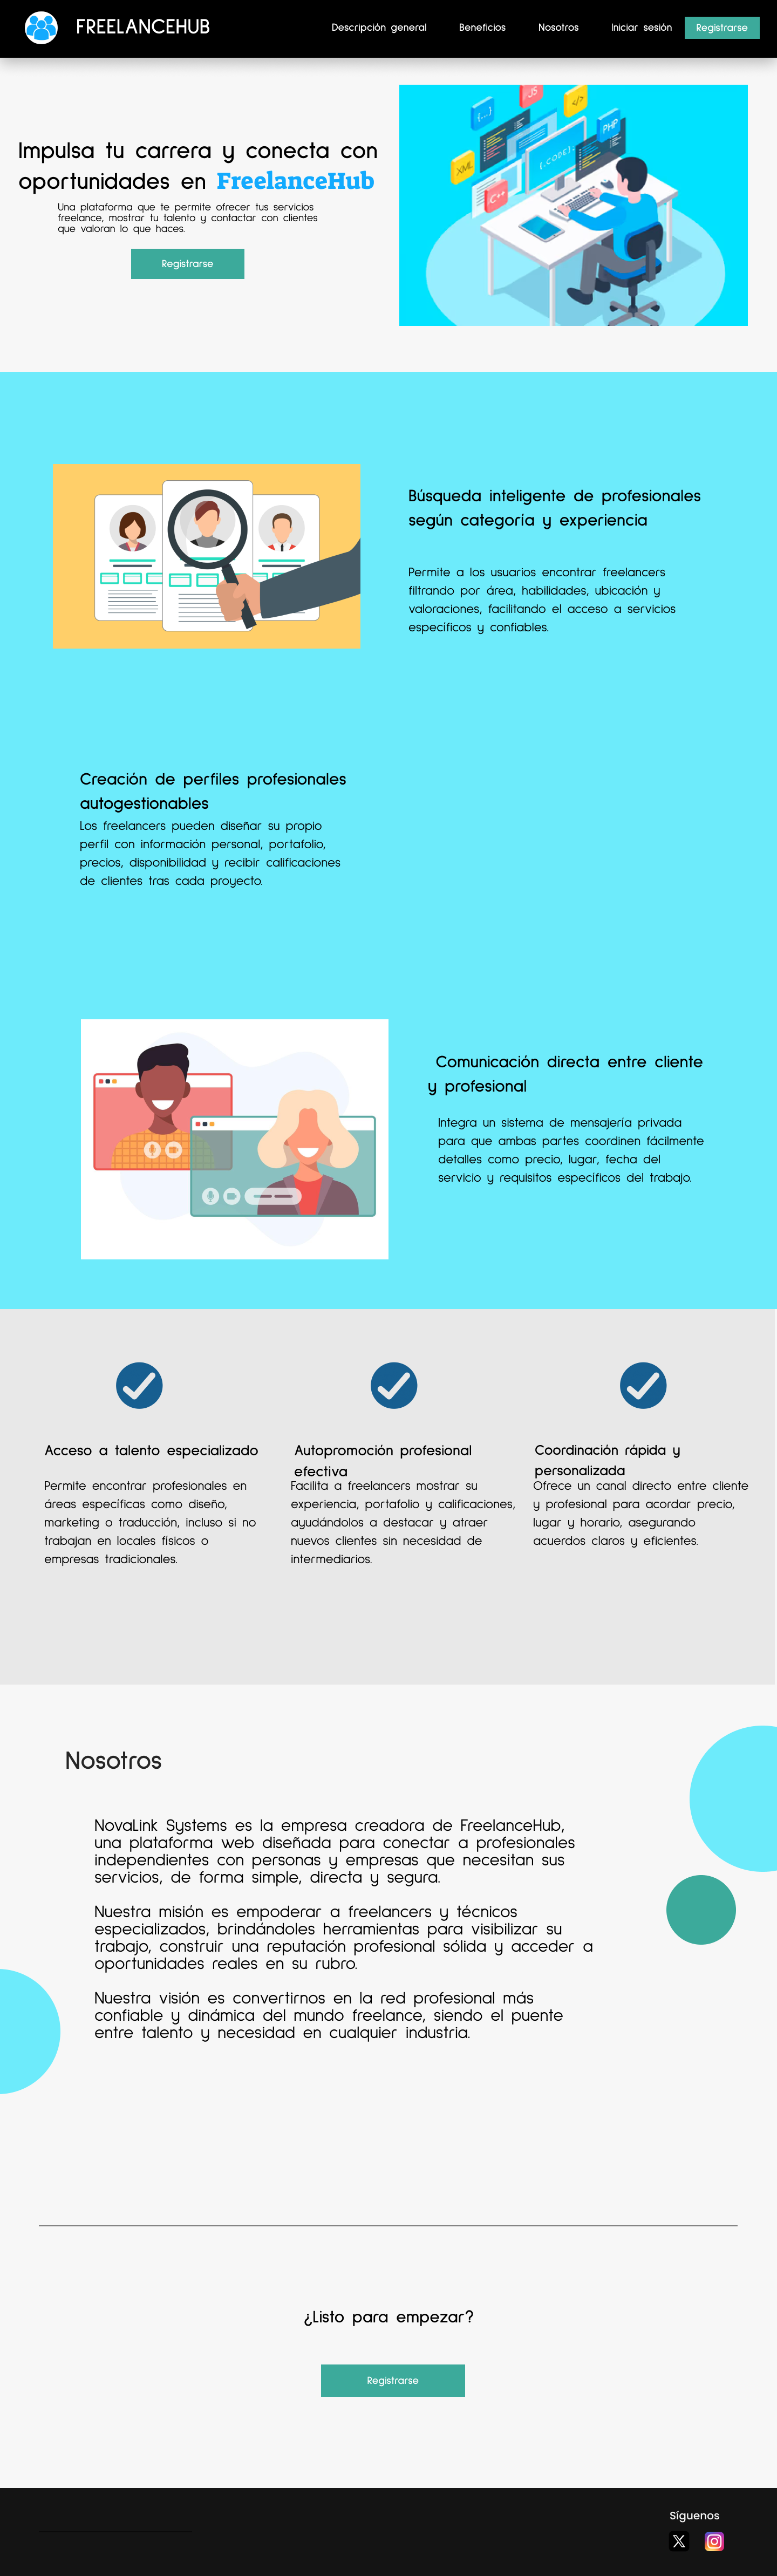 FREELANCEHUB
Descripción general
Beneficios
Nosotros
Iniciar sesión
Registrarse
Impulsa tu carrera y conecta con
oportunidades en FreelanceHub
Una plataforma que te permite ofrecer tus servicios
freelance, mostrar tu talento y contactar con clientes
que valoran lo que haces.
Registrarse
{...}
JS
</>
PHP
XML
[.CODE];
C++
Búsqueda inteligente de profesionales
según categoría y experiencia
Permite a los usuarios encontrar freelancers
filtrando por área, habilidades, ubicación y
valoraciones, facilitando el acceso a servicios
específicos y confiables.
Creación de perfiles profesionales
autogestionables
Los freelancers pueden diseñar su propio
perfil con información personal, portafolio,
precios, disponibilidad y recibir calificaciones
de clientes tras cada proyecto.
Comunicación directa entre cliente
y profesional
Integra un sistema de mensajería privada
para que ambas partes coordinen fácilmente
detalles como precio, lugar, fecha del
servicio y requisitos específicos del trabajo.
Acceso a talento especializado
Permite encontrar profesionales en
áreas específicas como diseño,
marketing o traducción, incluso si no
trabajan en locales físicos o
empresas tradicionales.
Autopromoción profesional
efectiva
Facilita a freelancers mostrar su
experiencia, portafolio y calificaciones,
ayudándolos a destacar y atraer
nuevos clientes sin necesidad de
intermediarios.
Coordinación rápida y
personalizada
Ofrece un canal directo entre cliente
y profesional para acordar precio,
lugar y horario, asegurando
acuerdos claros y eficientes.
Nosotros
NovaLink Systems es la empresa creadora de FreelanceHub,
una plataforma web diseñada para conectar a profesionales
independientes con personas y empresas que necesitan sus
servicios, de forma simple, directa y segura.
Nuestra misión es empoderar a freelancers y técnicos
especializados, brindándoles herramientas para visibilizar su
trabajo, construir una reputación profesional sólida y acceder a
oportunidades reales en su rubro.
Nuestra visión es convertirnos en la red profesional más
confiable y dinámica del mundo freelance, siendo el puente
entre talento y necesidad en cualquier industria.
¿Listo para empezar?
Registrarse
Síguenos